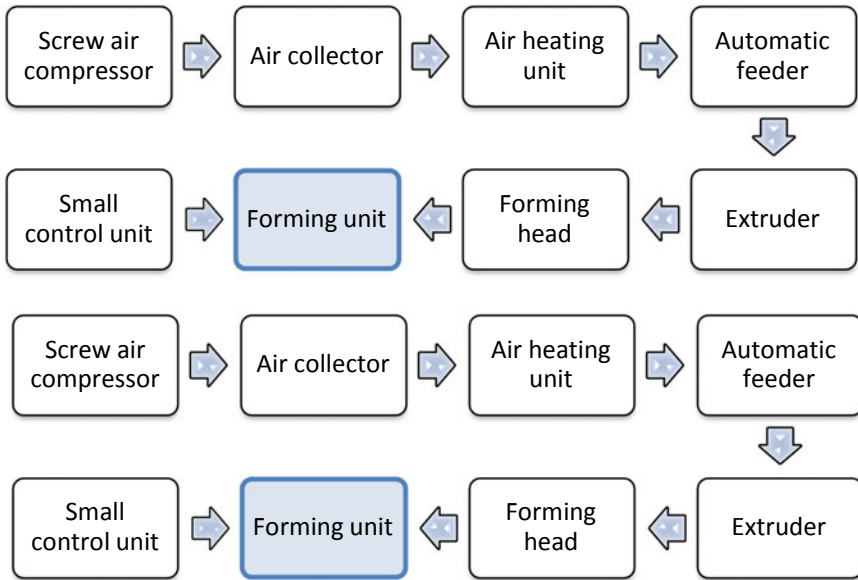 Screw air
compressor
Air collector
Air heating
unit
Automatic
feeder
Small
control unit
Forming unit
Forming
head
Extruder
Screw air
compressor
Air collector
Air heating
unit
Automatic
feeder
Small
control unit
Forming unit
Forming
head
Extruder